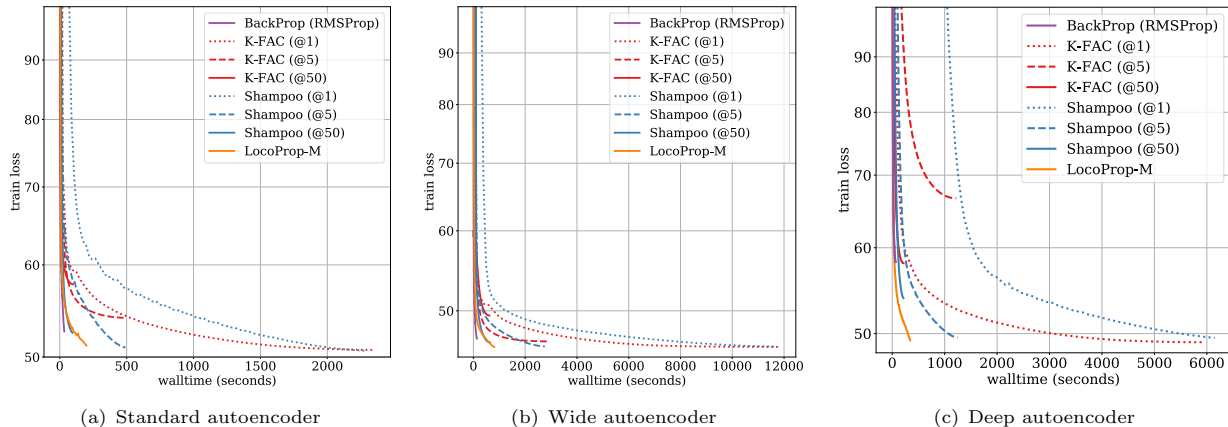 train loss
90
80
70
60
50
0 500 1000 1500 2000
walltime (seconds)
BackProp (RMSProp)
K-FAC (@1)
K-FAC (@5)
K-FAC (@50)
Shampoo (@1)
Shampoo (@5)
Shampoo (@50)
LocoProp-M
(a) Standard autoencoder
train loss
90
80
70
60
50
0 2000 4000 6000 8000 10000 12000
walltime (seconds)
BackProp (RMSProp)
K-FAC (@1)
K-FAC (@5)
K-FAC (@50)
Shampoo (@1)
Shampoo (@5)
Shampoo (@50)
LocoProp-M
(b) Wide autoencoder
train loss
90
80
70
60
50
0 1000 2000 3000 4000 5000 6000
walltime (seconds)
BackProp (RMSProp)
K-FAC (@1)
K-FAC (@5)
K-FAC (@50)
Shampoo (@1)
Shampoo (@5)
Shampoo (@50)
LocoProp-M
(c) Deep autoencoder